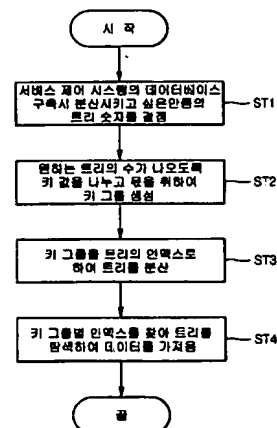 시 작
서비스 제어 시스템의 데이터베이스
구축시 분산시키고 싶은만큼의
트리 숫자를 결정
ST1
원하는 트리의 수가 나오도록
키 값을 나누고 몫을 취하여
키 그룹 생성
ST2
키 그룹을 트리의 인덱스로
하여 트리를 분산
ST3
키 그룹별 인덱스를 찾아 트리를
탐색하여 데이터를 가져옴
ST4
끝